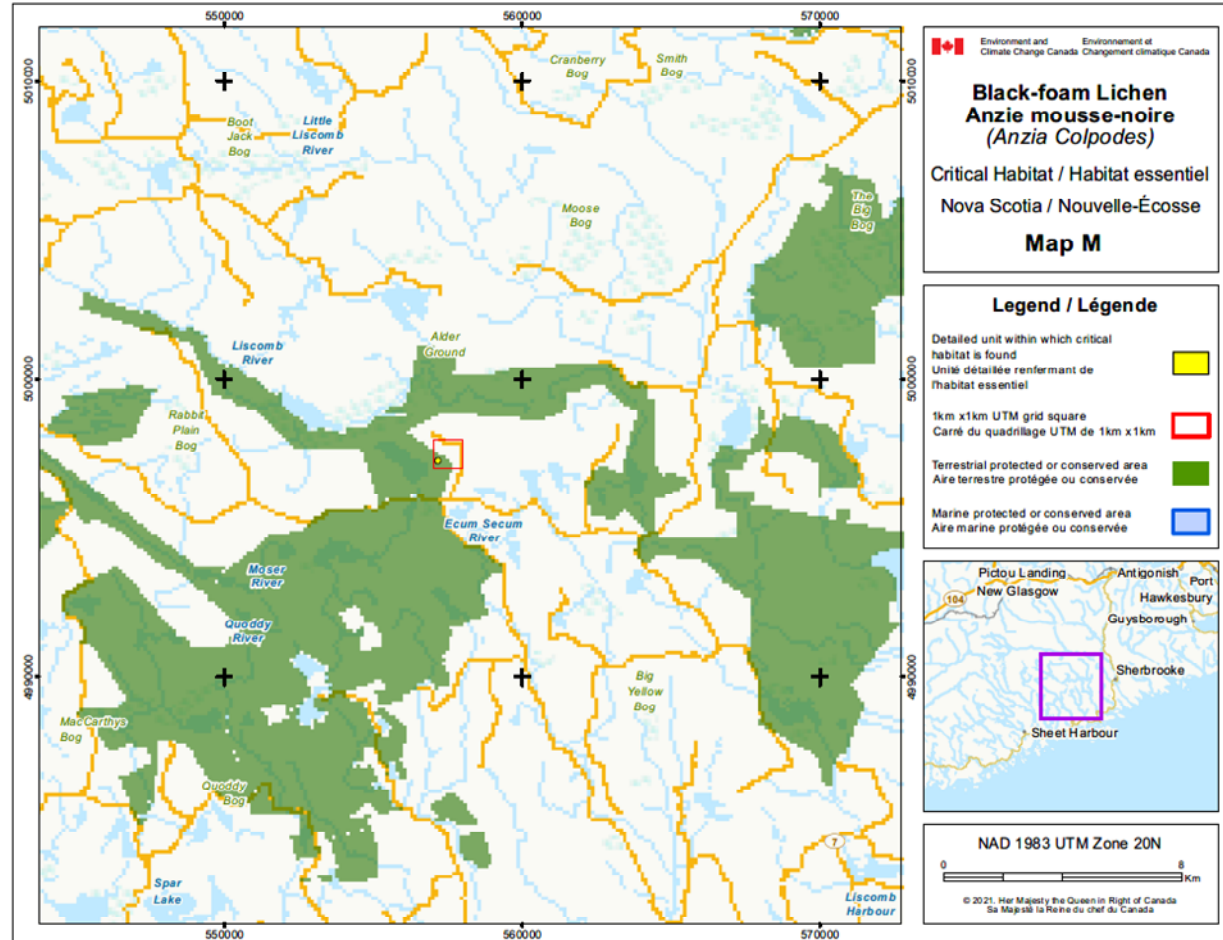 550000
560000
570000
5010000
5010000
Cranberry
Bog
Smith
Bog
Boot
Jack
Bog
Little
Liscomb
River
Moose
Bog
The
Big
Bog
Alder
Ground
Liscomb
River
5000000
5000000
Rabbit
Plain
Bog
Ecum Secum
River
Moser
River
Quoddy
River
4990000
4990000
Big
Yellow
Bog
MacCarthys
Bog
Quoddy
Bog
7
Spar
Lake
Liscomb
Harbour
550000
560000
570000
Environment and
Climate Change Canada
Environnement et
Changement climatique Canada
Black-foam Lichen
Anzie mousse-noire
(Anzia Colpodes)
Critical Habitat / Habitat essentiel
Nova Scotia / Nouvelle-Écosse
Map M
Legend / Légende
Detailed unit within which critical
habitat is found
Unité détaillée renfermant de
l'habitat essentiel
1km x1km UTM grid square
Carré du quadrillage UTM de 1km x1km
Terrestrial protected or conserved area
Aire terrestre protégée ou conservée
Marine protected or conserved area
Aire marine protégée ou conservée
Pictou Landing
Antigonish
104
New Glasgow
Port
Hawkesbury
Guysborough
Sherbrooke
Sheet Harbour
NAD 1983 UTM Zone 20N
0
8
Km
© 2021. Her Majesty the Queen in Right of Canada
Sa Majesté la Reine du chef du Canada